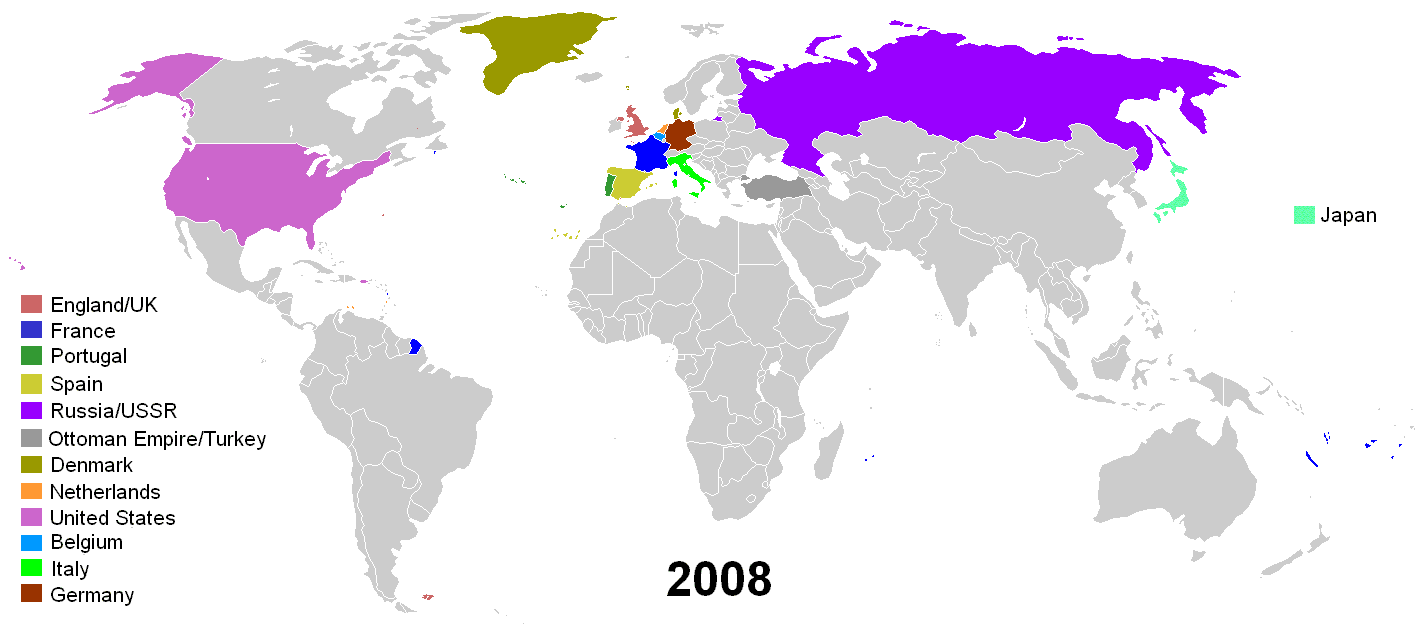 Japan
England/UK
France
Portugal
Spain
Russia/USSR
Ottoman Empire/Turkey
Denmark
Netherlands
United States
Belgium
Italy
Germany
2008